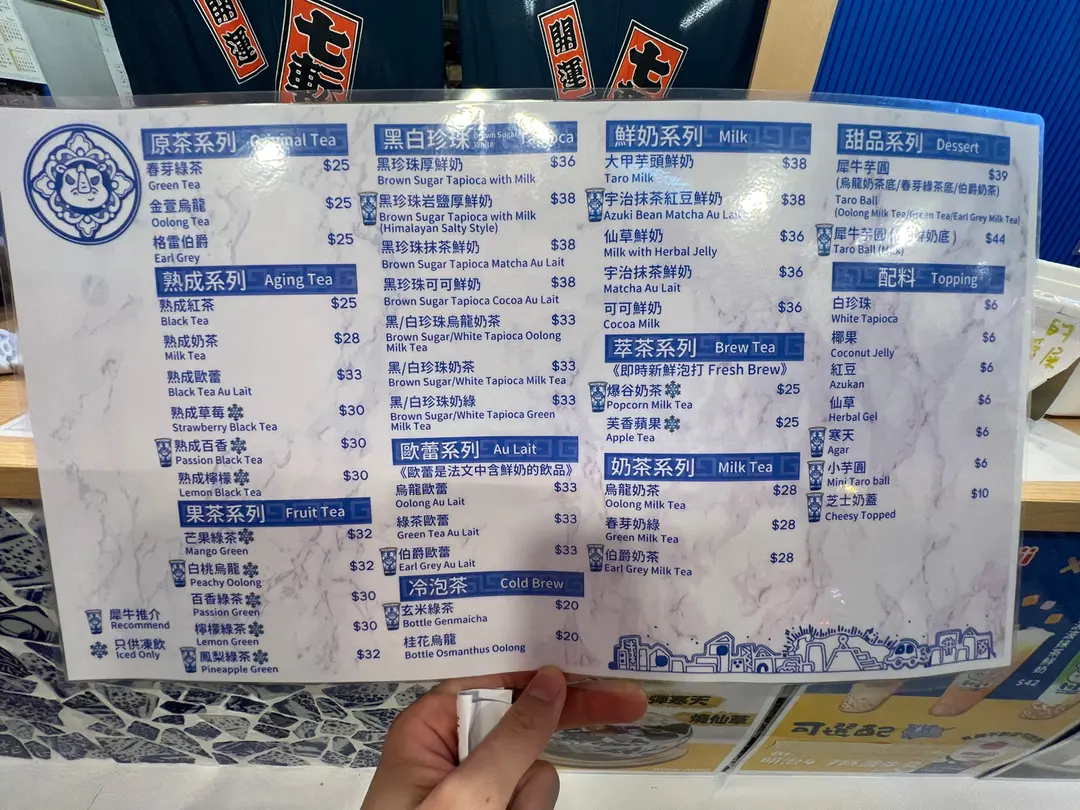 開運
七転
開運
七
原茶系列 Original Tea
春芽綠茶 $25
Green Tea
金萱烏龍 $25
Oolong Tea
格雷伯爵 $25
Earl Grey
熟成系列 Aging Tea
熟成紅茶 $25
Black Tea
熟成奶茶 $28
Milk Tea
熟成歐蕾 $33
Black Tea Au Lait
熟成草莓 $30
Strawberry Black Tea
熟成百香 $30
Passion Black Tea
熟成檸檬 $30
Lemon Black Tea
果茶系列 Fruit Tea
芒果綠茶 $32
Mango Green
白桃烏龍 $32
Peachy Oolong
百香綠茶 $30
Passion Green
檸檬綠茶 $30
Lemon Green
鳳梨綠茶 $32
Pineapple Green
犀牛推介
Recommend
只供凍飲
Iced Only
黑白珍珠 Brown Sugar White Tapioca
黑珍珠厚鮮奶 $36
Brown Sugar Tapioca with Milk
黑珍珠岩鹽厚鮮奶 $38
Brown Sugar Tapioca with Milk
(Himalayan Salty Style)
黑珍珠抹茶鮮奶 $38
Brown Sugar Tapioca Matcha Au Lait
黑珍珠可可鮮奶 $38
Brown Sugar Tapioca Cocoa Au Lait
黑/白珍珠烏龍奶茶 $33
Brown Sugar/White Tapioca Oolong
Milk Tea
黑/白珍珠奶茶 $33
Brown Sugar/White Tapioca Milk Tea
黑/白珍珠奶綠 $33
Brown Sugar/White Tapioca Green
Milk Tea
歐蕾系列 Au Lait
《歐蕾是法文中含鮮奶的飲品》
烏龍歐蕾 $33
Oolong Au Lait
綠茶歐蕾 $33
Green Tea Au Lait
伯爵歐蕾 $33
Earl Grey Au Lait
冷泡茶 Cold Brew
玄米綠茶 $20
Bottle Genmaicha
桂花烏龍 $20
Bottle Osmanthus Oolong
鮮奶系列 Milk
大甲芋頭鮮奶 $38
Taro Milk
宇治抹茶紅豆鮮奶 $38
Azuki Bean Matcha Au Lait
仙草鮮奶 $36
Milk with Herbal Jelly
宇治抹茶鮮奶 $36
Matcha Au Lait
可可鮮奶 $36
Cocoa Milk
萃茶系列 Brew Tea
《即時新鮮泡打 Fresh Brew》
爆谷奶茶 $25
Popcorn Milk Tea
芙香蘋果 $25
Apple Tea
奶茶系列 Milk Tea
烏龍奶茶 $28
Oolong Milk Tea
春芽奶綠 $28
Green Milk Tea
伯爵奶茶 $28
Earl Grey Milk Tea
甜品系列 Dessert
犀牛芋圓 $39
(烏龍奶茶底/春芽綠茶底/伯爵奶茶)
Taro Ball
(Oolong Milk Tea/Green Tea/Earl Grey Milk Tea)
犀牛芋圓 ( 鮮奶底 ) $44
Taro Ball (Milk)
配料 Topping
白珍珠 $6
White Tapioca
椰果 $6
Coconut Jelly
紅豆 $6
Azukan
仙草 $6
Herbal Gel
寒天 $6
Agar
小芋圓 $6
Mini Taro ball
芝士奶蓋 $10
Cheesy Topped
寒天
燒仙草
$42